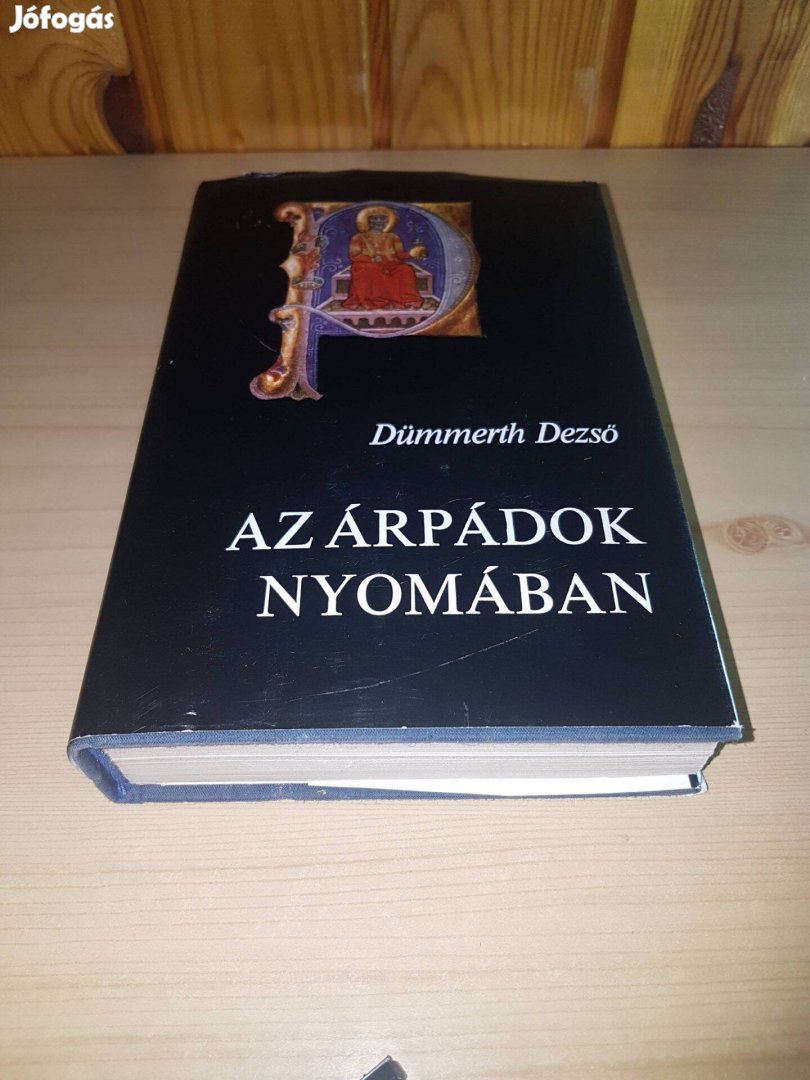 Jófogás
Dümmerth Dezső
AZ ÁRPÁDOK
NYOMÁBAN